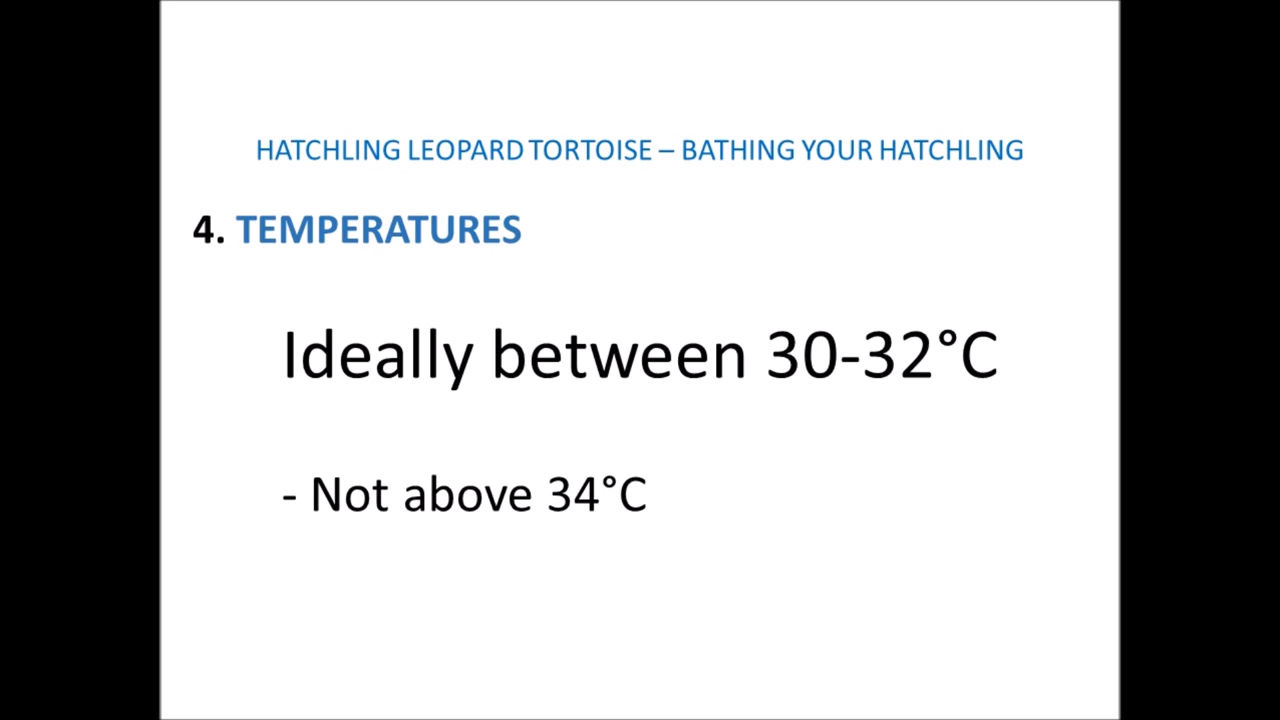 HATCHLING LEOPARD TORTOISE – BATHING YOUR HATCHLING
4. TEMPERATURES
Ideally between 30-32°C
- Not above 34°C